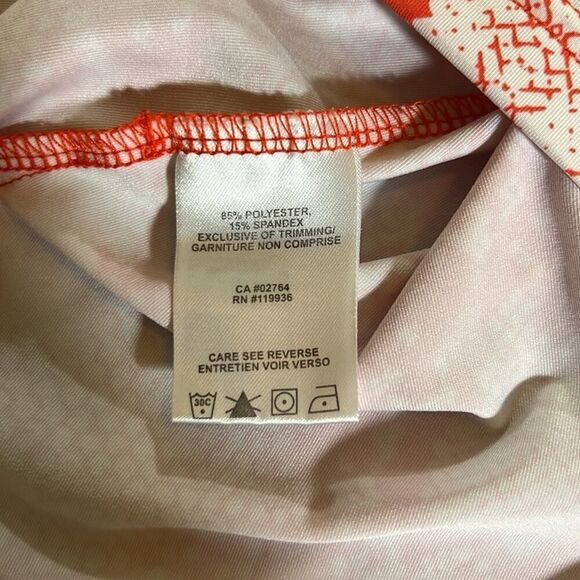 85% POLYESTER,
15% SPANDEX
EXCLUSIVE OF TRIMMING/
GARNITURE NON COMPRISE
CA #02764
RN #119936
CARE SEE REVERSE
ENTRETIEN VOIR VERSO
30C